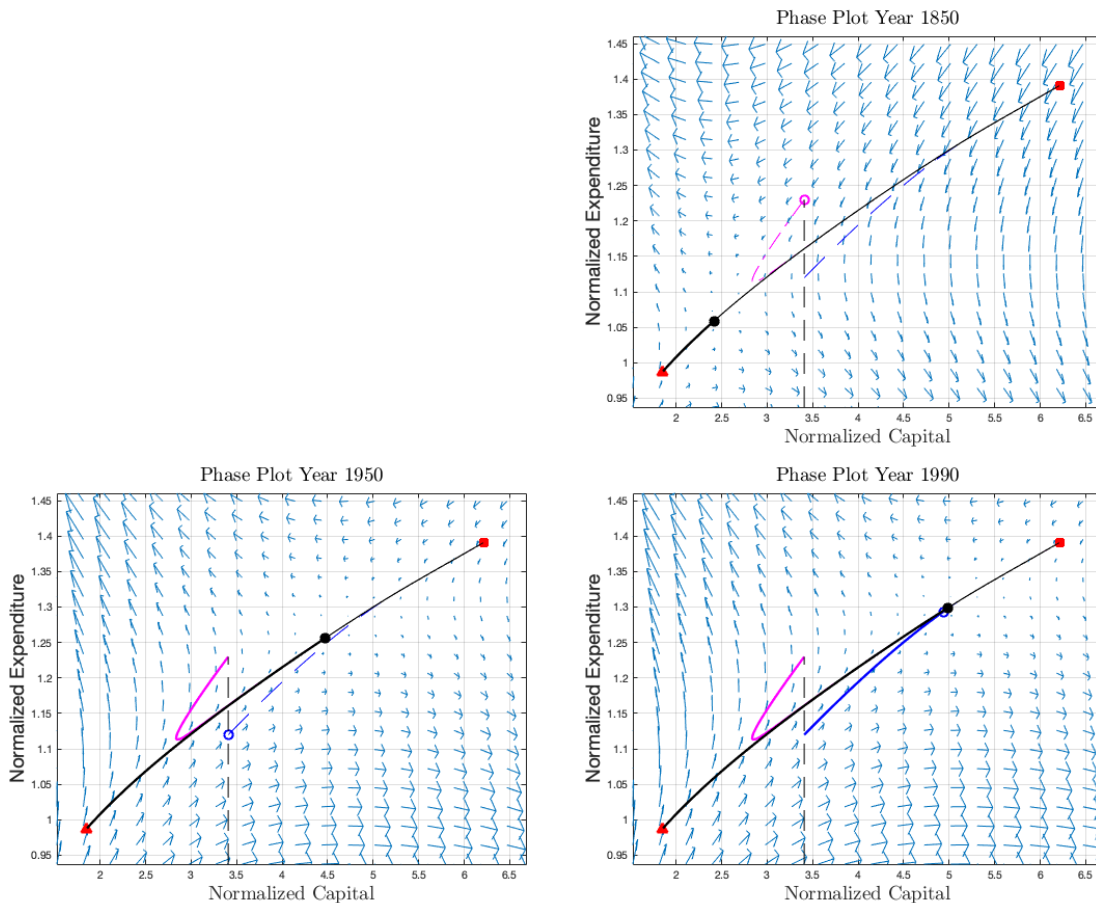 Phase Plot Year 1850
Normalized Expenditure
1.45
1.4
1.35
1.3
1.25
1.2
1.15
1.1
1.05
1
0.95
2 2.5 3 3.5 4 4.5 5 5.5 6 6.5
Normalized Capital
Phase Plot Year 1950
Normalized Expenditure
1.45
1.4
1.35
1.3
1.25
1.2
1.15
1.1
1.05
1
0.95
2 2.5 3 3.5 4 4.5 5 5.5 6 6.5
Normalized Capital
Phase Plot Year 1990
Normalized Expenditure
1.45
1.4
1.35
1.3
1.25
1.2
1.15
1.1
1.05
1
0.95
2 2.5 3 3.5 4 4.5 5 5.5 6 6.5
Normalized Capital